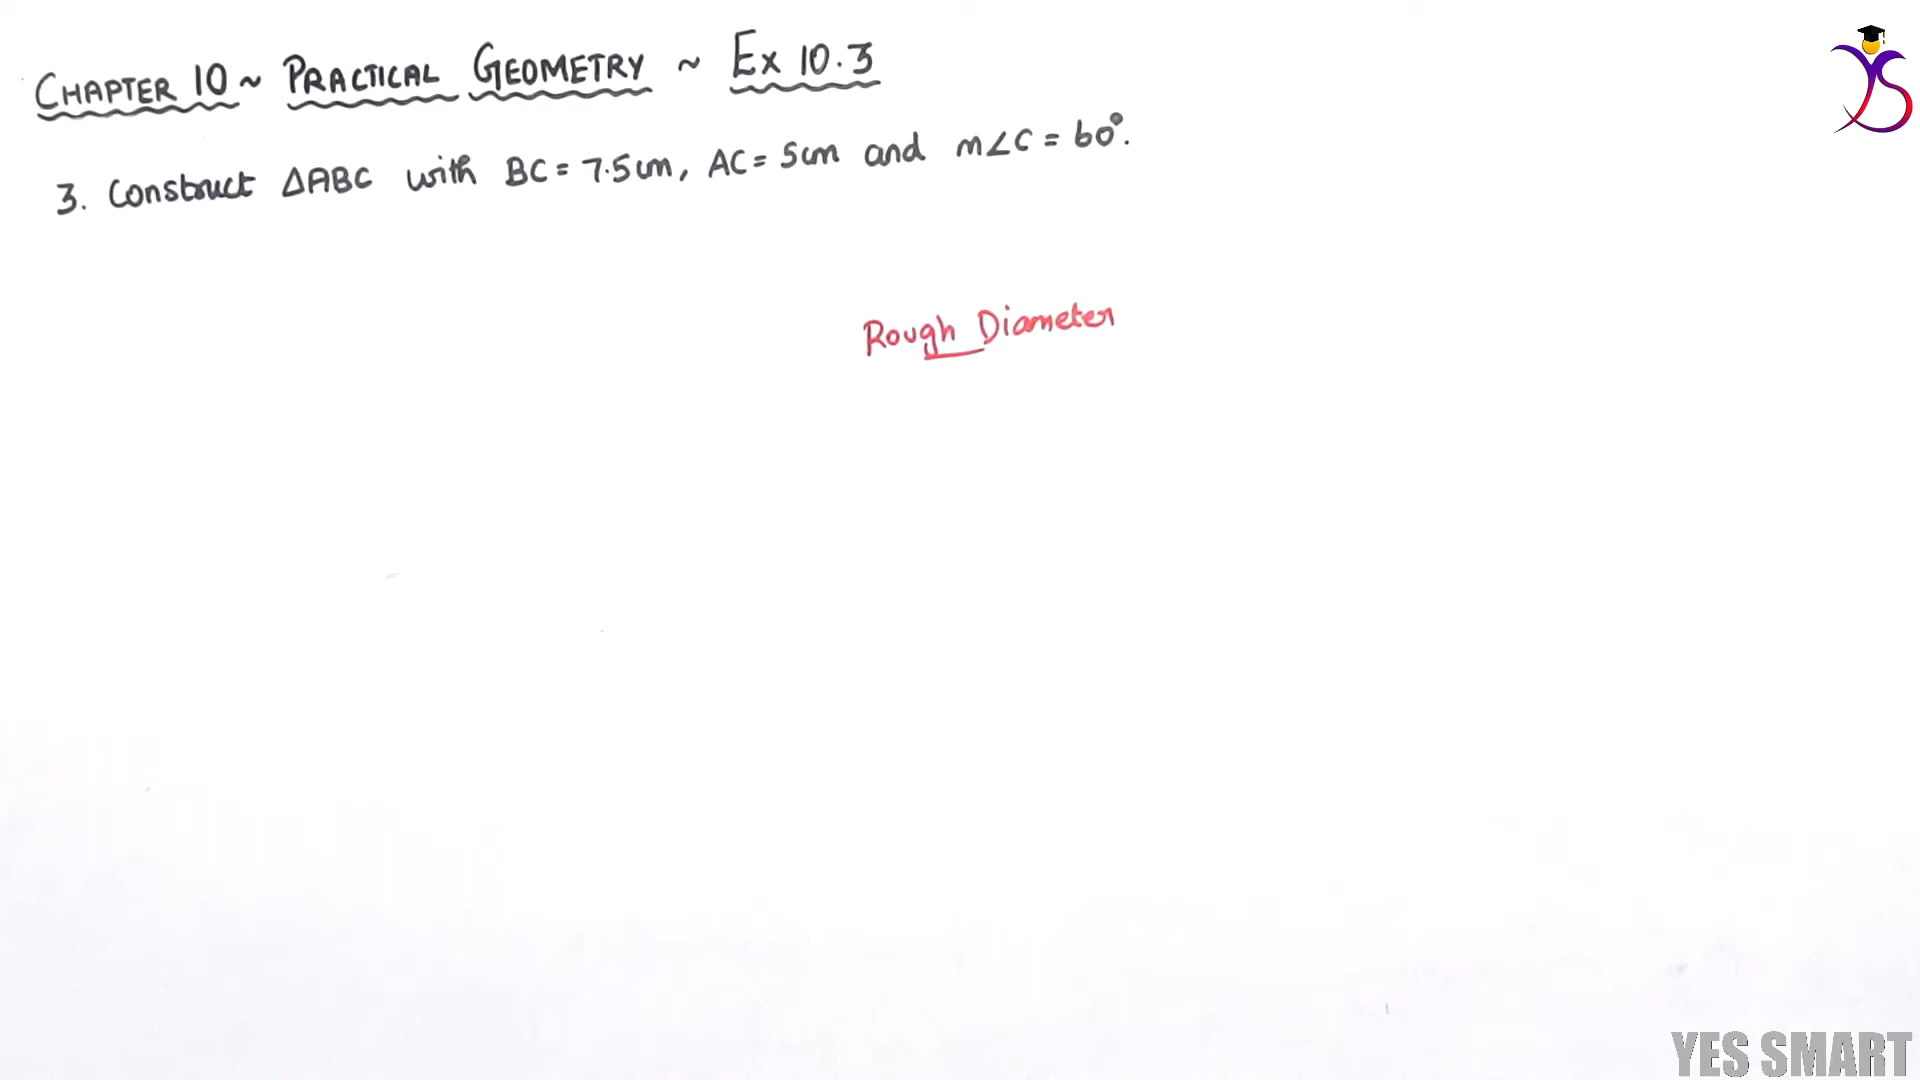 CHAPTER 10 ~ PRACTICAL GEOMETRY ~ Ex 10.3
3. Construct ΔABC with BC = 7.5cm, AC = 5cm and m∠C = 60°.
Rough Diameter
YES SMART